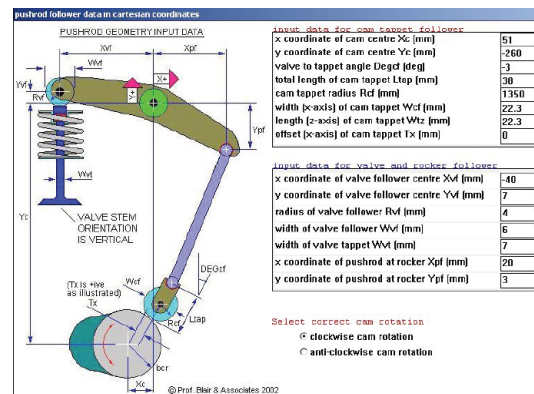 pushrod follower data in cartesian coordinates
PUSHROD GEOMETRY INPUT DATA
Xvf
Xpf
Wvf
X+
Y+
Yvf
Rvf
Ypf
Wvt
Yc
VALVE STEM
ORIENTATION
IS VERTICAL
DEGcf
(Tx is +ive
as illustrated)
Wcf
Tx
Ltap
Rcf
bcr
Xc
© Prof. Blair & Associates 2002
input data for cam tappet follower
x coordinate of cam centre Xc (mm) 51
y coordinate of cam centre Yc (mm) -260
valve to tappet angle Degcf (deg) -3
total length of cam tappet Ltap (mm) 30
cam tappet radius Rcf (mm) 1350
width (x-axis) of cam tappet Wcf (mm) 22.3
length (z-axis) of cam tappet Wtz (mm) 22.3
offset (x-axis) of cam tappet Tx (mm) 0
input data for valve and rocker follower
x coordinate of valve follower centre Xvf (mm) -40
y coordinate of valve follower centre Yvf (mm) 7
radius of valve follower Rvf (mm) 4
width of valve follower Wvf (mm) 6
width of valve tappet Wvt (mm) 7
x coordinate of pushrod at rocker Xpf (mm) 20
y coordinate of pushrod at rocker Ypf (mm) 3
Select correct cam rotation
clockwise cam rotation
anti-clockwise cam rotation